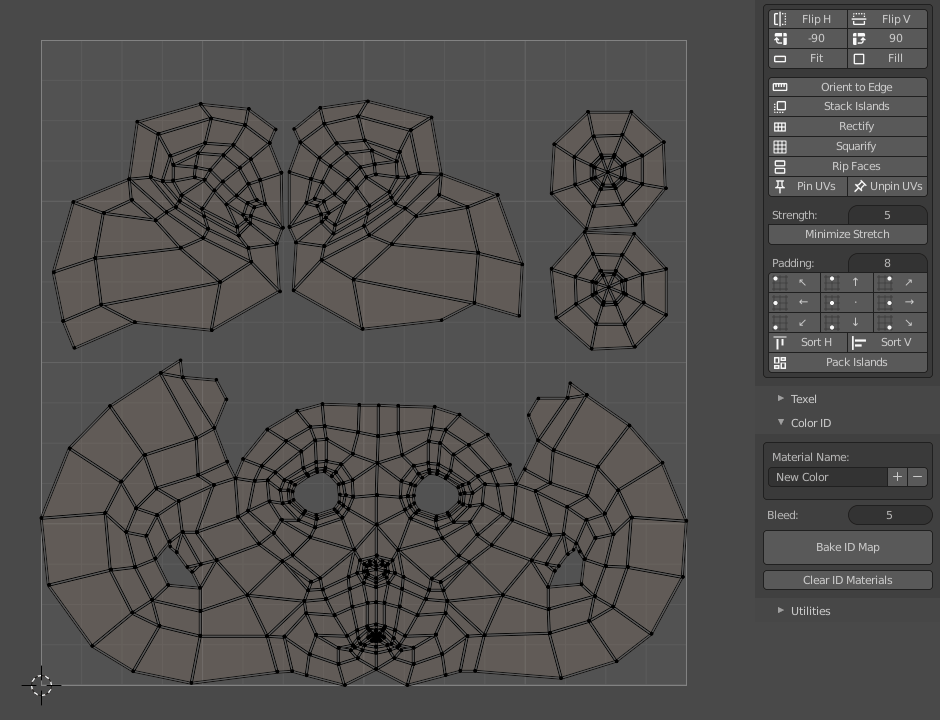 Flip H Flip V
-90 90
Fit Fill
Orient to Edge
Stack Islands
Rectify
Squarify
Rip Faces
Pin UVs Unpin UVs
Strength: 5
Minimize Stretch
Padding: 8
↖ ↑ ↗
← · →
↙ ↓ ↘
Sort H Sort V
Pack Islands
Texel
Color ID
Material Name:
New Color + −
Bleed: 5
Bake ID Map
Clear ID Materials
Utilities